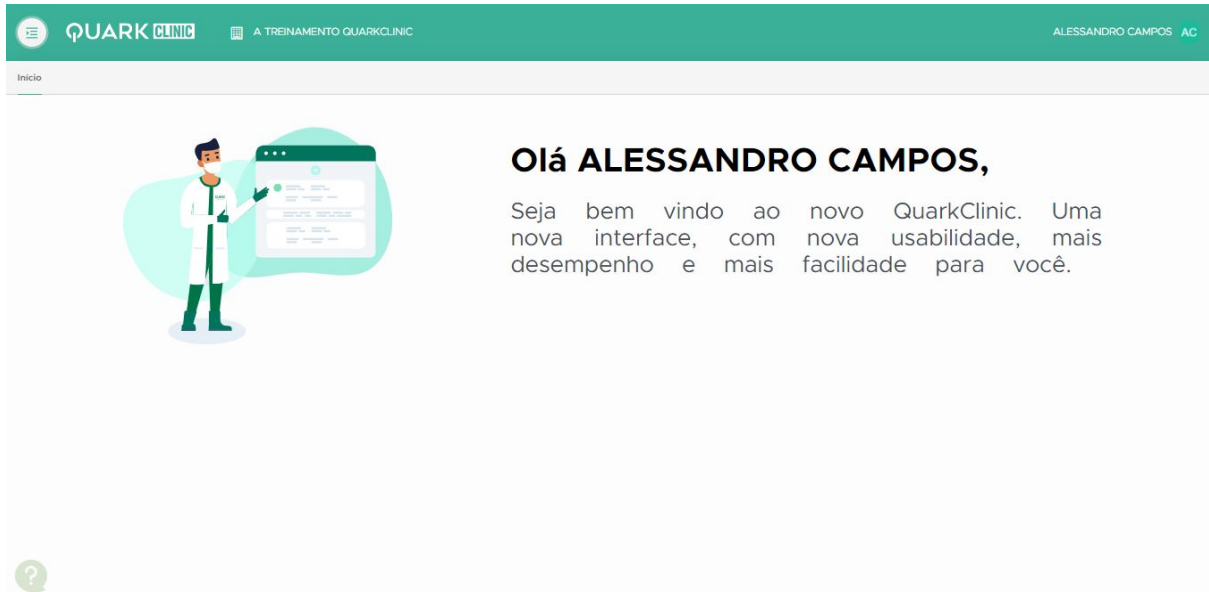 QUARK CLINIC
A TREINAMENTO QUARKCLINIC
ALESSANDRO CAMPOS AC
Início
Olá ALESSANDRO CAMPOS,
Seja bem vindo ao novo QuarkClinic. Uma
nova interface, com nova usabilidade, mais
desempenho e mais facilidade para você.
?